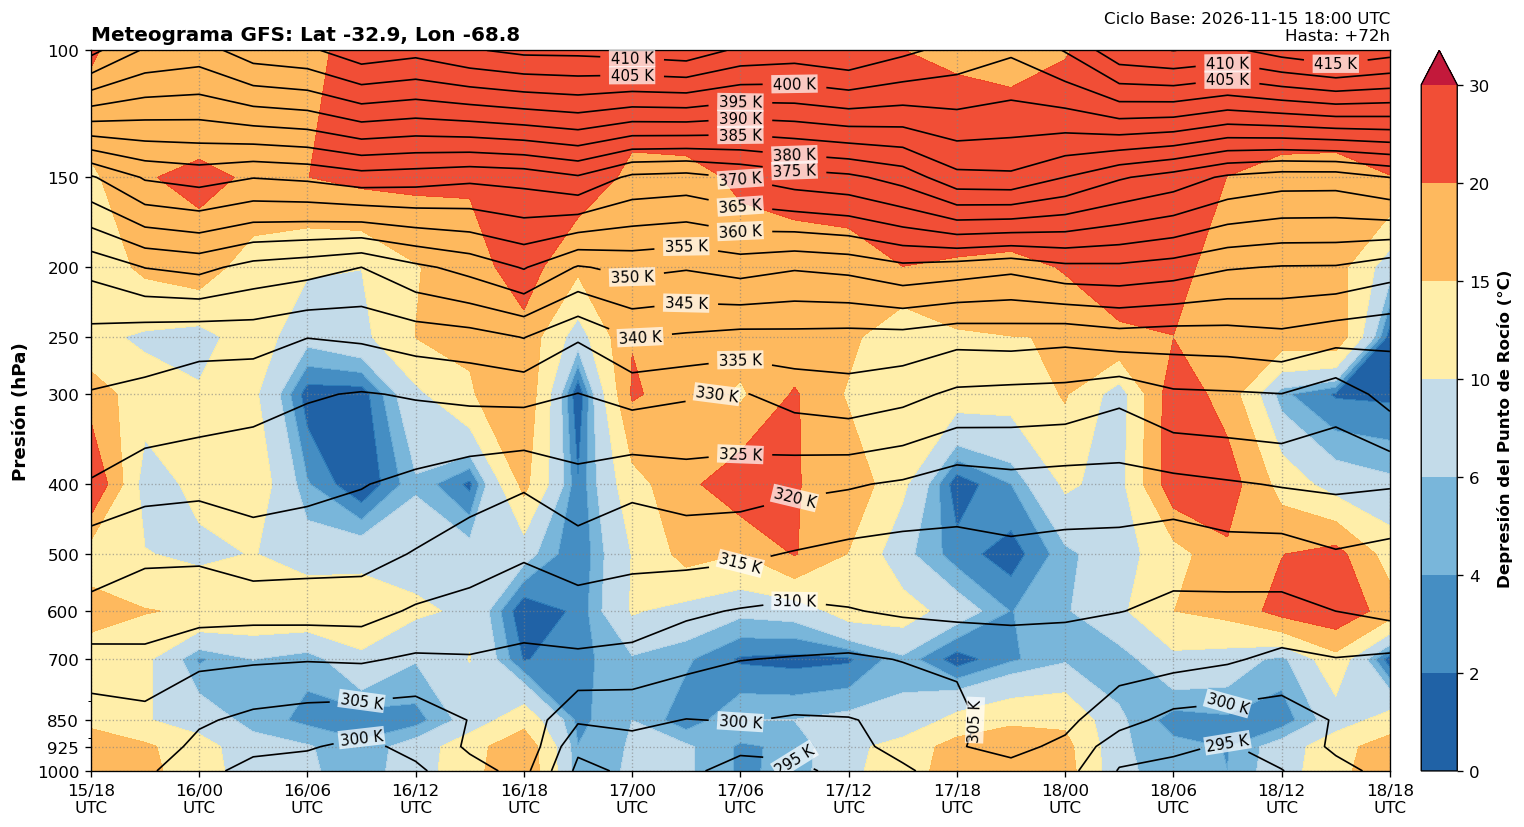 Ciclo Base: 2026-11-15 18:00 UTC
Meteograma GFS: Lat -32.9, Lon -68.8
Hasta: +72h
Presión (hPa)
100
150
200
250
300
400
500
600
700
850
925
1000
410 K
410 K
415 K
405 K
405 K
400 K
395 K
390 K
385 K
380 K
375 K
370 K
365 K
360 K
355 K
350 K
345 K
340 K
335 K
330 K
325 K
320 K
315 K
310 K
305 K
300 K
305 K
300 K
300 K
295 K
295 K
15/18
UTC
16/00
UTC
16/06
UTC
16/12
UTC
16/18
UTC
17/00
UTC
17/06
UTC
17/12
UTC
17/18
UTC
18/00
UTC
18/06
UTC
18/12
UTC
18/18
UTC
30
20
15
10
6
4
2
0
Depresión del Punto de Rocío (°C)